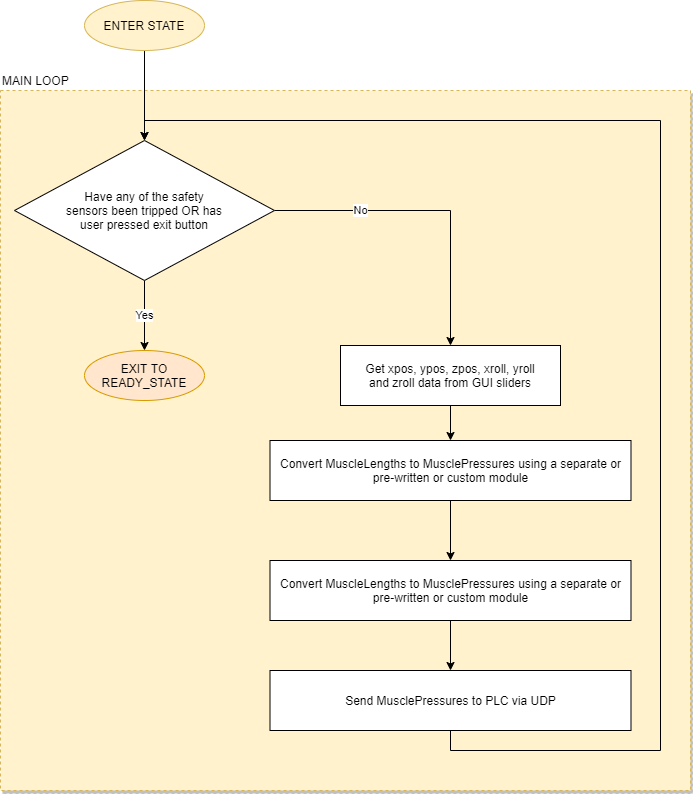 ENTER STATE
MAIN LOOP
Have any of the safety
sensors been tripped OR has
user pressed exit button
No
Yes
EXIT TO
READY_STATE
Get xpos, ypos, zpos, xroll, yroll
and zroll data from GUI sliders
Convert MuscleLengths to MusclePressures using a separate or
pre-written or custom module
Convert MuscleLengths to MusclePressures using a separate or
pre-written or custom module
Send MusclePressures to PLC via UDP